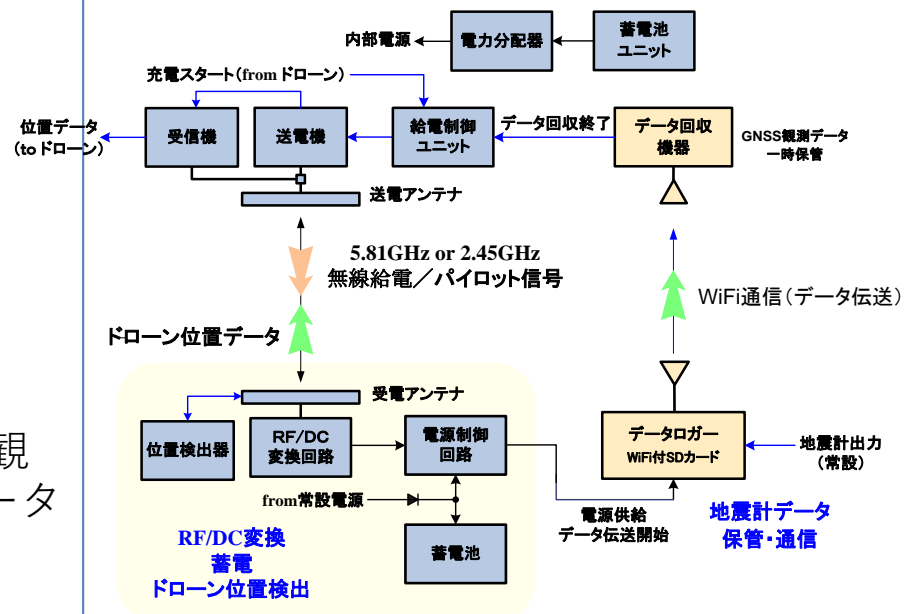 内部電源
電力分配器
蓄電池
ユニット
充電スタート(from ドローン)
位置データ
(to ドローン)
受信機
送電機
給電制御
ユニット
データ回収終了
データ回収
機器
GNSS観測データ
一時保管
送電アンテナ
5.81GHz or 2.45GHz
無線給電／パイロット信号
WiFi通信（データ伝送）
ドローン位置データ
受電アンテナ
位置検出器
RF/DC
変換回路
電源制御
回路
データロガー
WiFi付SDカード
地震計出力
(常設)
観
ータ
from常設電源
電源供給
データ伝送開始
地震計データ
保管・通信
RF/DC変換
蓄電
ドローン位置検出
蓄電池